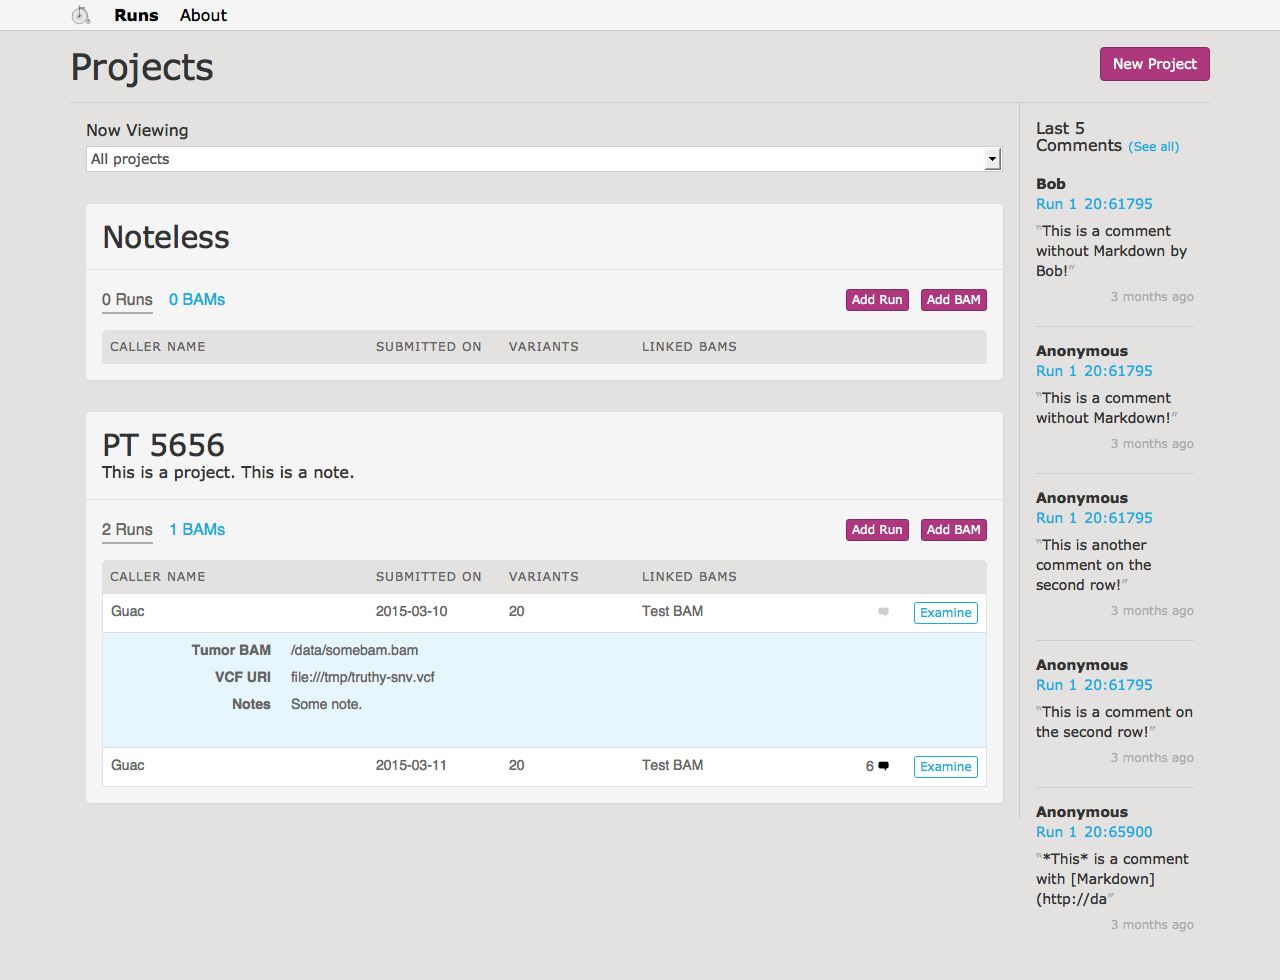 Runs About
Projects
New Project
Now Viewing
All projects
Noteless
0 Runs 0 BAMs Add Run Add BAM
CALLER NAME SUBMITTED ON VARIANTS LINKED BAMS
PT 5656
This is a project. This is a note.
2 Runs 1 BAMs Add Run Add BAM
CALLER NAME SUBMITTED ON VARIANTS LINKED BAMS
Guac 2015-03-10 20 Test BAM Examine
Tumor BAM /data/somebam.bam
VCF URI file:///tmp/truthy-snv.vcf
Notes Some note.
Guac 2015-03-11 20 Test BAM 6 Examine
Last 5
Comments (See all)
Bob
Run 1 20:61795
“This is a comment
without Markdown by
Bob!”
3 months ago
Anonymous
Run 1 20:61795
“This is a comment
without Markdown!”
3 months ago
Anonymous
Run 1 20:61795
“This is another
comment on the
second row!”
3 months ago
Anonymous
Run 1 20:61795
“This is a comment on
the second row!”
3 months ago
Anonymous
Run 1 20:65900
“*This* is a comment
with [Markdown]
(http://da”
3 months ago